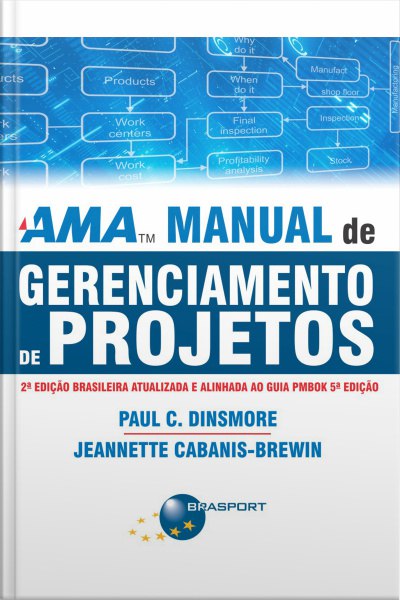 Why
do it
ucts
Products
When
do it?
Manufact
shop floor
Manufacturing
Work
centers
Final
inspection
Inspection
Work
cost
Profitability
analysis
Stock
AMA™ MANUAL de
GERENCIAMENTO
DE PROJETOS
2ª EDIÇÃO BRASILEIRA ATUALIZADA E ALINHADA AO GUIA PMBOK 5ª EDIÇÃO
PAUL C. DINSMORE
JEANNETTE CABANIS-BREWIN
BRASPORT